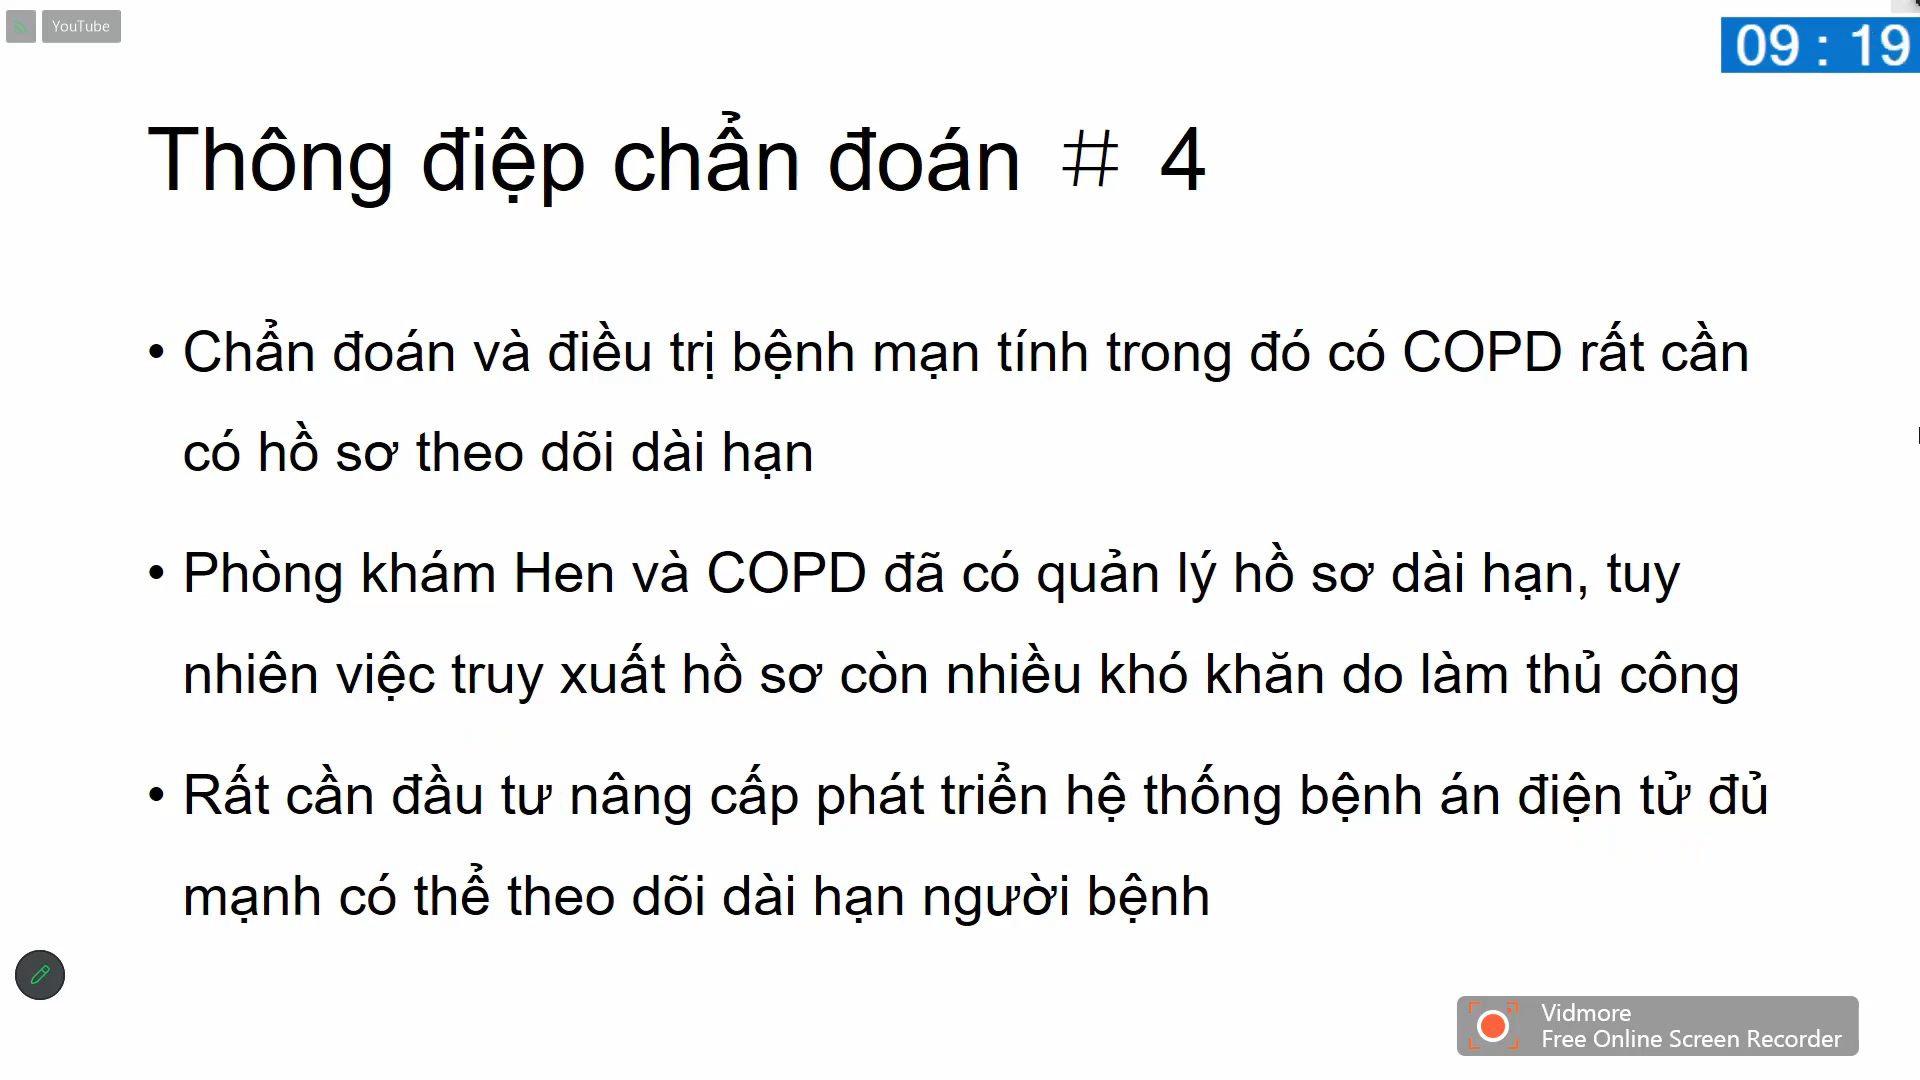 YouTube
09 : 19
Thông điệp chẩn đoán # 4
• Chẩn đoán và điều trị bệnh mạn tính trong đó có COPD rất cần
có hồ sơ theo dõi dài hạn
• Phòng khám Hen và COPD đã có quản lý hồ sơ dài hạn, tuy
nhiên việc truy xuất hồ sơ còn nhiều khó khăn do làm thủ công
• Rất cần đầu tư nâng cấp phát triển hệ thống bệnh án điện tử đủ
mạnh có thể theo dõi dài hạn người bệnh
Vidmore
Free Online Screen Recorder